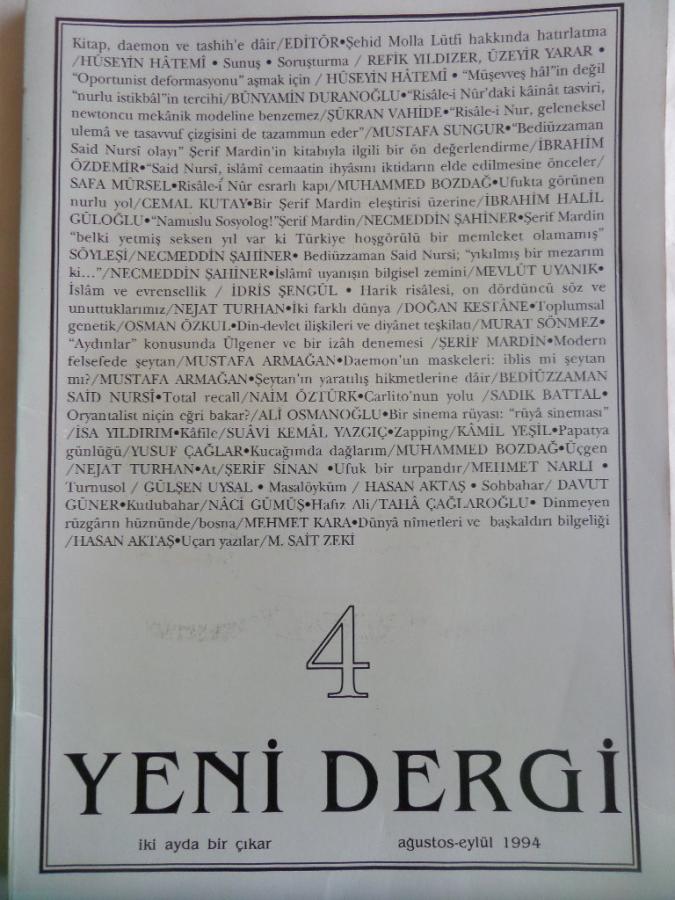 Kitap, daemon ve tashih'e dâir/EDİTÖR•Şehid Molla Lütfi hakkında hatırlatma
/HÜSEYİN HÂTEMÎ • Sunuş • Soruşturma / REFİK YILDIZER, ÜZEYİR YARAR •
"Oportunist deformasyonu" aşmak için / HÜSEYİN HÂTEMÎ • "Müşevveş hâl"in değil
"nurlu istikbâl"in tercihi/BÜNYAMİN DURANOĞLU•"Risâle-i Nûr'daki kâinât tasviri,
newtoncu mekânik modeline benzemez/ŞÜKRAN VAHİDE•"Risâle-i Nur, geleneksel
ulemâ ve tasavvuf çizgisini de tazammun eder"/MUSTAFA SUNGUR•"Bediüzzaman
Said Nursî olayı" Şerif Mardin'in kitabıyla ilgili bir ön değerlendirme/İBRAHİM
ÖZDEMİR•"Said Nursî, islâmî cemaatin ihyâsını iktidarın elde edilmesine önceler/
SAFA MÜRSEL•Risâle-i Nûr esrarlı kapı/MUHAMMED BOZDAĞ•Ufukta görünen
nurlu yol/CEMAL KUTAY•Bir Şerif Mardin eleştirisi üzerine/İBRAHİM HALİL
GÜLOĞLU•"Namuslu Sosyolog!"Şerif Mardin/NECMEDDİN ŞAHİNER•Şerif Mardin
"belki yetmiş seksen yıl var ki Türkiye hoşgörülü bir memleket olamamış"
SÖYLEŞİ/NECMEDDİN ŞAHİNER• Bediüzzaman Said Nursi; "yıkılmış bir mezarım
ki..."/NECMEDDİN ŞAHİNER•İslâmî uyanışın bilgisel zemini/MEVLÜT UYANIK•
İslâm ve evrensellik / İDRİS ŞENGÜL • Harik risâlesi, on dördüncü söz ve
unuttuklarımız/NEJAT TURHAN•İki farklı dünya /DOĞAN KESTÂNE•Toplumsal
genetik/OSMAN ÖZKUL•Din-devlet ilişkileri ve diyânet teşkilatı/MURAT SÖNMEZ•
"Aydınlar" konusunda Ülgener ve bir izâh denemesi /ŞERİF MARDİN•Modern
felsefede şeytan/MUSTAFA ARMAĞAN•Daemon'un maskeleri: iblis mi şeytan
mı?/MUSTAFA ARMAĞAN•Şeytan'ın yaratılış hikmetlerine dâir/BEDİÜZZAMAN
SAİD NURSÎ•Total recall/NAİM ÖZTÜRK•Carlito'nun yolu /SADIK BATTAL•
Oryantalist niçin eğri bakar?/ALİ OSMANOĞLU•Bir sinema rüyası: "rüyâ sineması"
/İSA YILDIRIM•Kâfile/SUÂVİ KEMÂL YAZGIÇ•Zapping/KÂMİL YEŞİL•Papatya
günlüğü/YUSUF ÇAĞLAR•Kucağımda dağlarım/MUHAMMED BOZDAĞ•Üçgen
/NEJAT TURHAN•At/ŞERİF SİNAN •Ufuk bir tırpandır/MEHMET NARLI •
Turnusol / GÜLŞEN UYSAL • Masalöyküm / HASAN AKTAŞ • Sohbahar/ DAVUT
GÜNER•Kutlubahar/NÂCİ GÜMÜŞ•Hafız Ali/TAHÂ ÇAĞLAROĞLU• Dinmeyen
rüzgârın hüznünde/bosna/MEHMET KARA•Dünyâ nîmetleri ve başkaldırı bilgeliği
/HASAN AKTAŞ•Uçarı yazılar/M. SAİT ZEKİ
4
YENİ DERGİ
iki ayda bir çıkar ağustos-eylül 1994